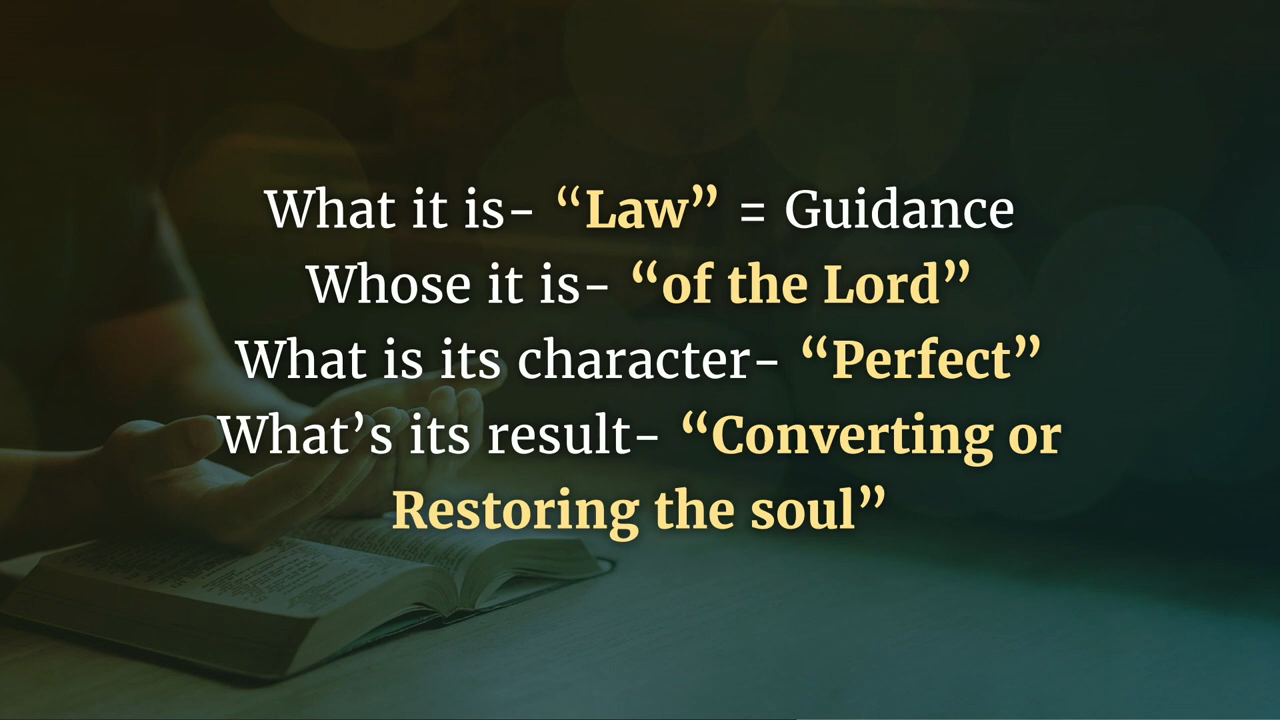 What it is- “Law” = Guidance
Whose it is- “of the Lord”
What is its character- “Perfect”
What’s its result- “Converting or
Restoring the soul”